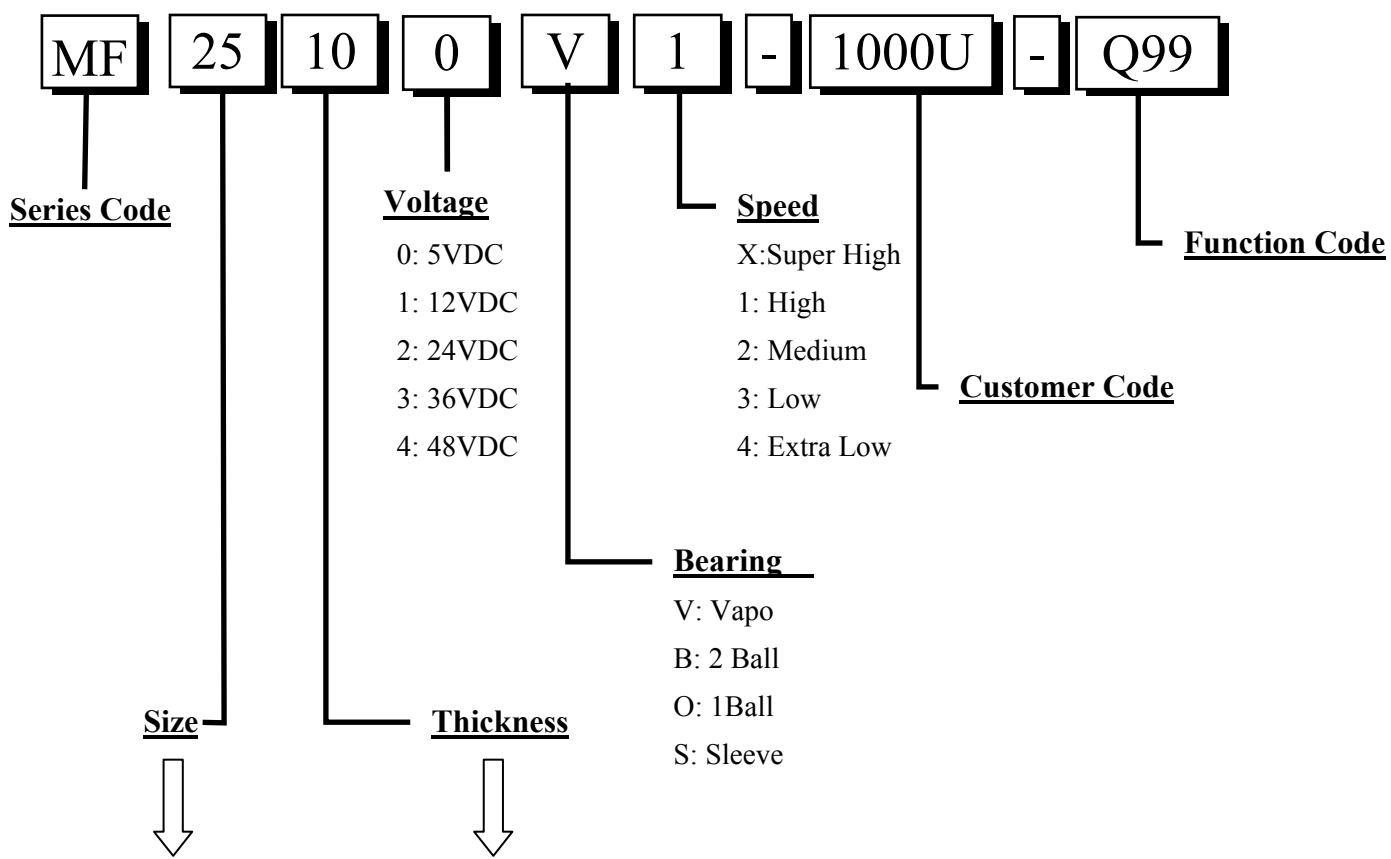 MF 25 10 0 V 1 - 1000U - Q99
Series Code
Voltage
0: 5VDC
1: 12VDC
2: 24VDC
3: 36VDC
4: 48VDC
Speed
X:Super High
1: High
2: Medium
3: Low
4: Extra Low
Function Code
Customer Code
Bearing
V: Vapo
B: 2 Ball
O: 1Ball
S: Sleeve
Size
Thickness